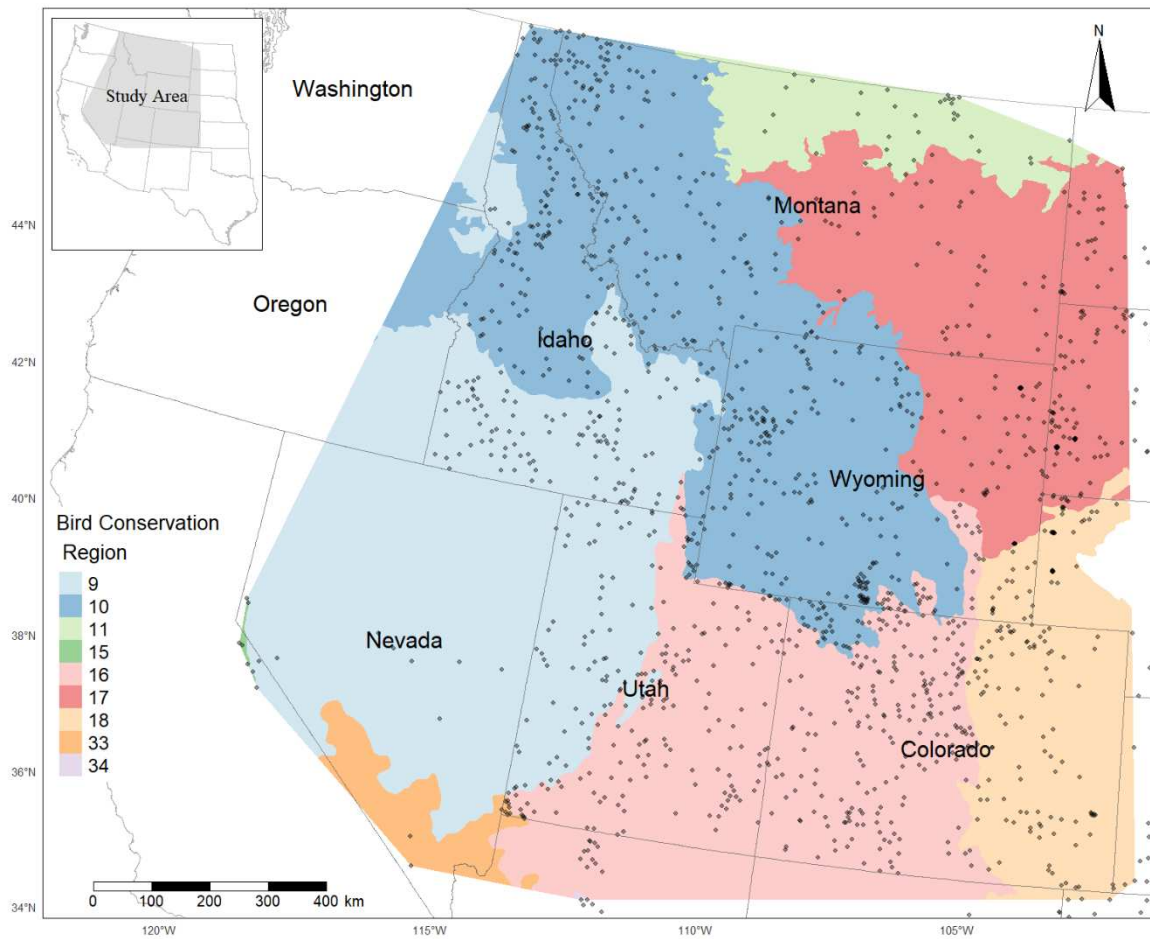 Study Area
N
Washington
Montana
44°N
Oregon
Idaho
42°N
Wyoming
40°N
Bird Conservation
Region
9
10
11
15
16
17
18
33
34
38°N
Nevada
Utah
Colorado
36°N
0 100 200 300 400 km
34°N
120°W 115°W 110°W 105°W